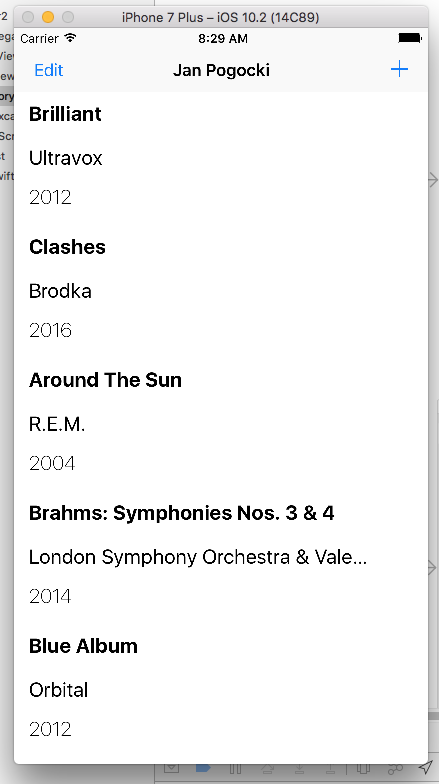 iPhone 7 Plus – iOS 10.2 (14C89)
Carrier 8:29 AM
Edit Jan Pogocki +
Brilliant
Ultravox
2012
Clashes
Brodka
2016
Around The Sun
R.E.M.
2004
Brahms: Symphonies Nos. 3 & 4
London Symphony Orchestra & Vale...
2014
Blue Album
Orbital
2012